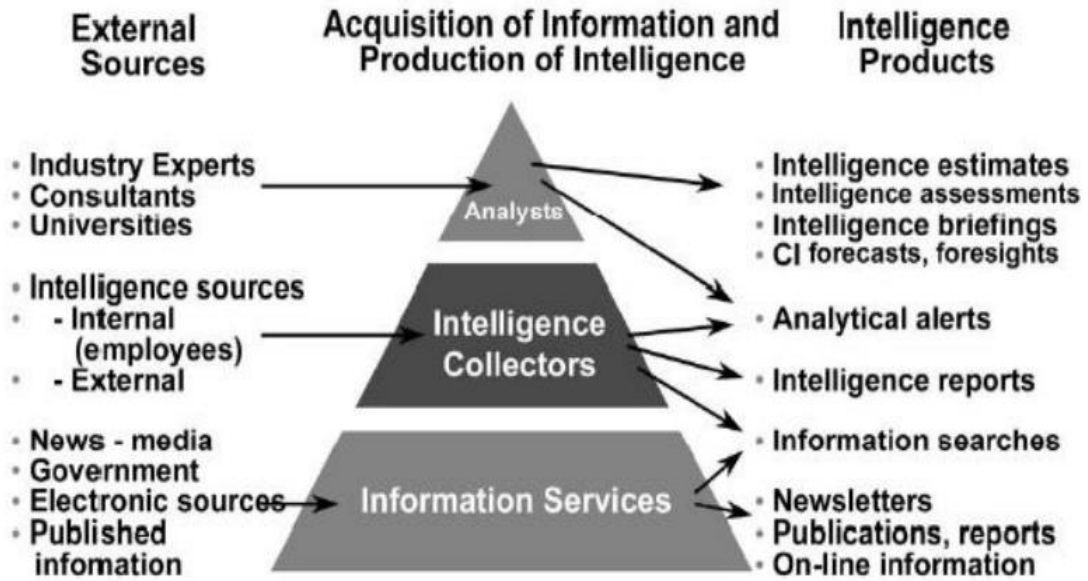 External
Sources
Acquisition of Information and
Production of Intelligence
Intelligence
Products
• Industry Experts
• Consultants
• Universities
Analysts
• Intelligence estimates
• Intelligence assessments
• Intelligence briefings
• CI forecasts, foresights
• Intelligence sources
• - Internal
(employees)
• - External
Intelligence
Collectors
• Analytical alerts
• Intelligence reports
• Information searches
• News - media
• Government
• Electronic sources
• Published
infomation
Information Services
• Newsletters
• Publications, reports
• On-line information